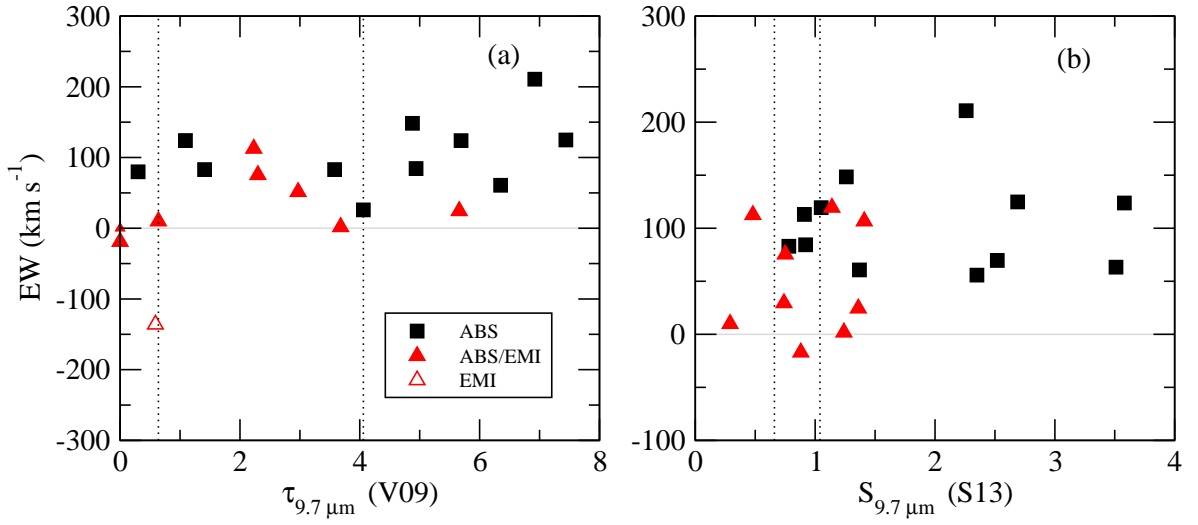 300
200
100
0
-100
-200
-300
EW (km s⁻¹)
(a)
ABS
ABS/EMI
EMI
0 2 4 6 8
τ9.7 μm (V09)
300
200
100
0
-100
(b)
0 1 2 3 4
S9.7 μm (S13)